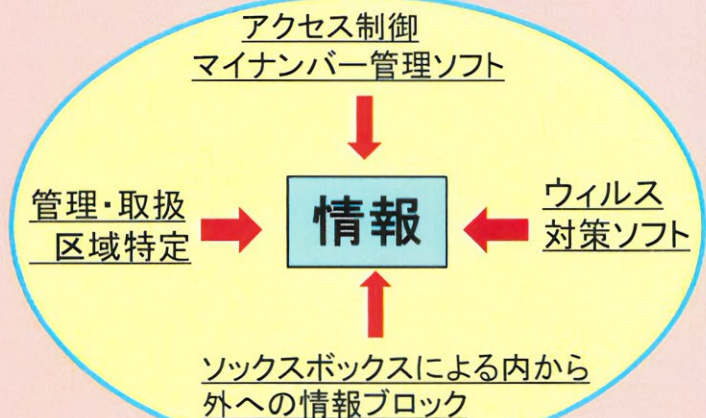 アクセス制御
マイナンバー管理ソフト
管理・取扱
区域特定
情報
ウィルス
対策ソフト
ソックスボックスによる内から
外への情報ブロック